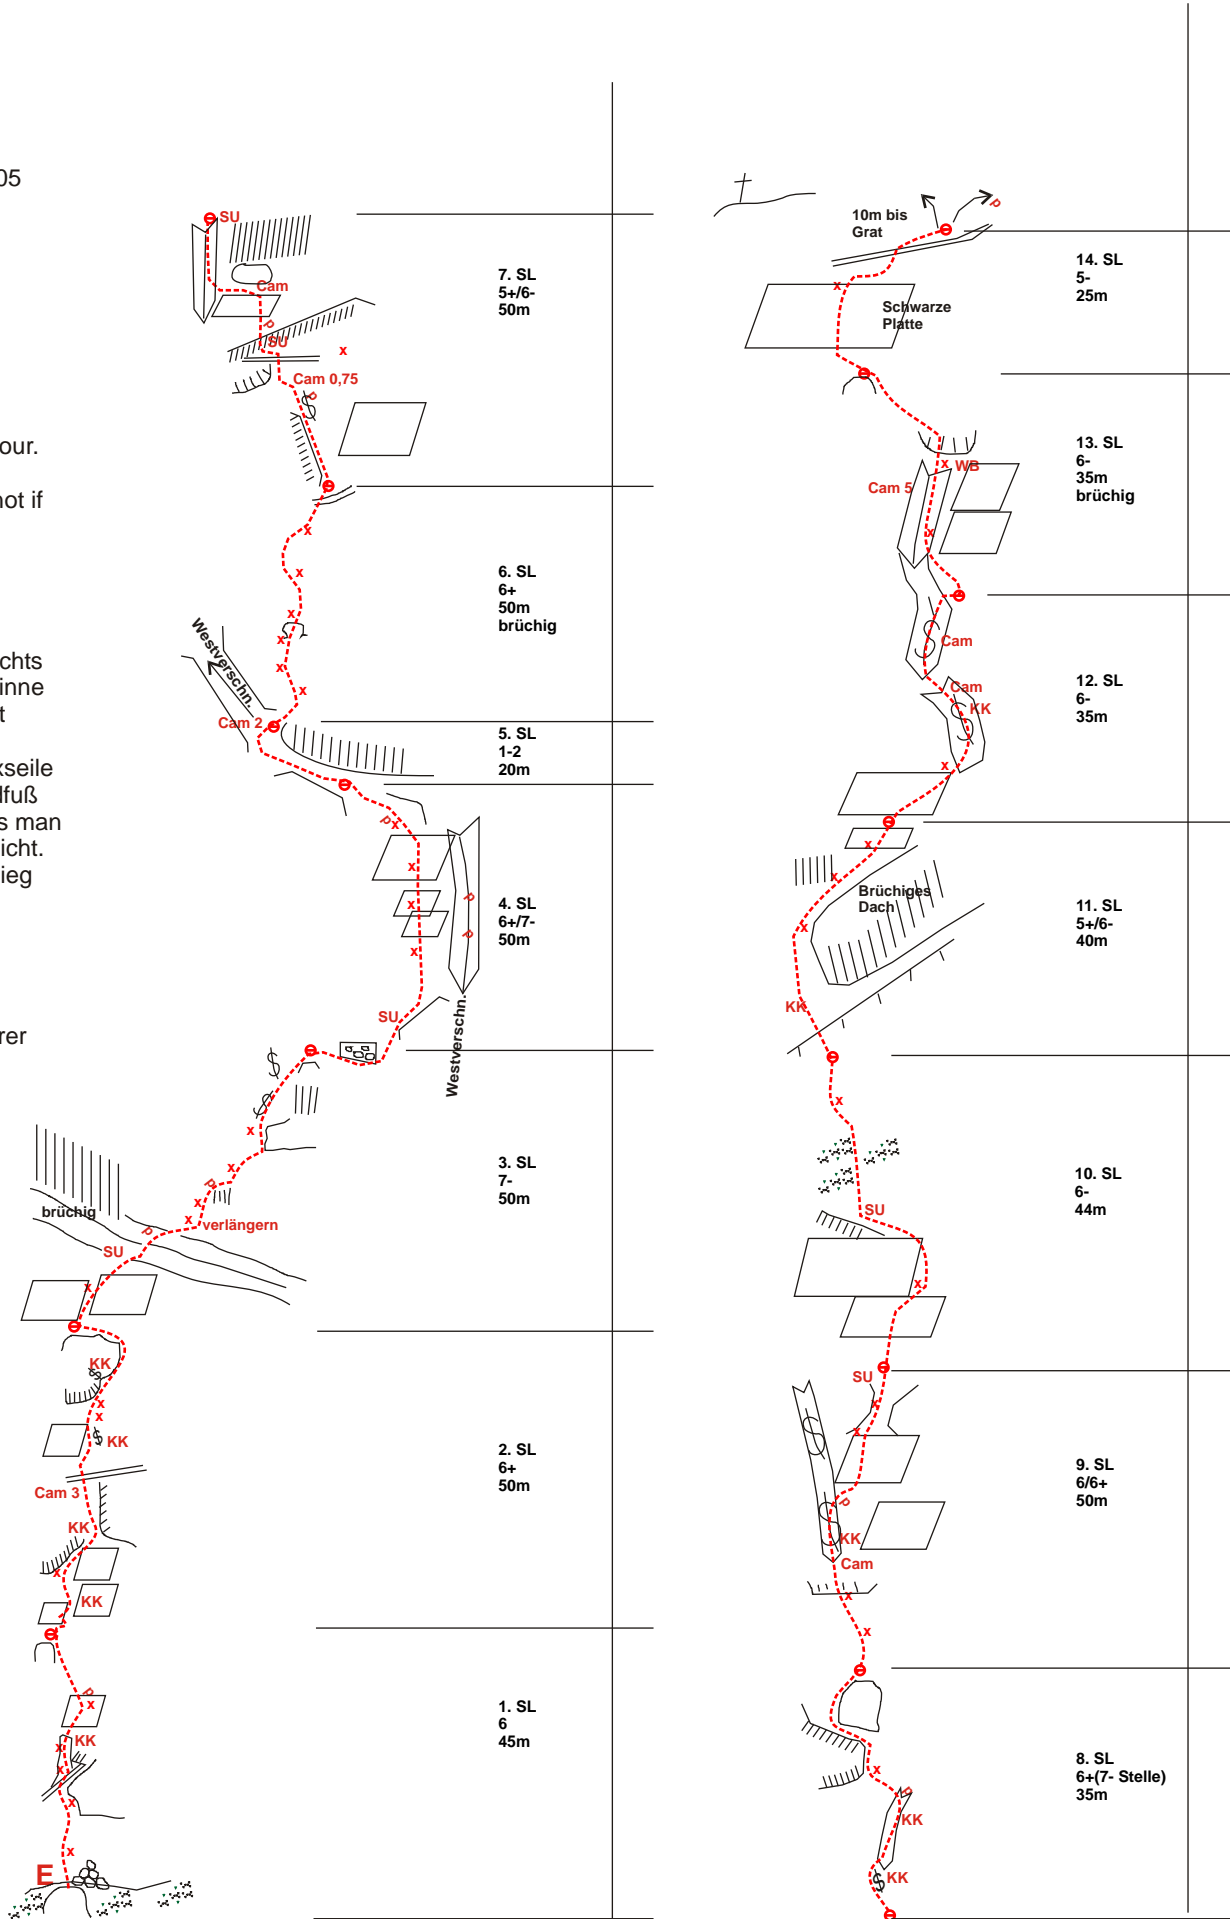 05
our.
not if
chts
inne
t
xseile
lfuß
s man
icht.
ieg
rer
SU
Cam
p
SU
x
Cam 0,75
p
7. SL
5+/6-
50m
x
x
x
x
x
x
6. SL
6+
50m
brüchig
Westverschn.
Cam 2
5. SL
1-2
20m
p
x
x
x
x
p
p
SU
Westverschn.
4. SL
6+/7-
50m
x
x
p
x
x
verlängern
brüchig
p
SU
x
3. SL
7-
50m
KK
x
x
KK
Cam 3
KK
x
KK
2. SL
6+
50m
p
x
KK
x
x
x
x
E
1. SL
6
45m
10m bis
Grat
p
x
Schwarze
Platte
14. SL
5-
25m
WB
x
Cam 5
x
13. SL
6-
35m
brüchig
Cam
Cam
KK
x
12. SL
6-
35m
x
x
Brüchiges
Dach
x
KK
11. SL
5+/6-
40m
x
SU
x
10. SL
6-
44m
SU
x
x
p
KK
Cam
x
x
9. SL
6/6+
50m
x
p
KK
KK
8. SL
6+(7- Stelle)
35m